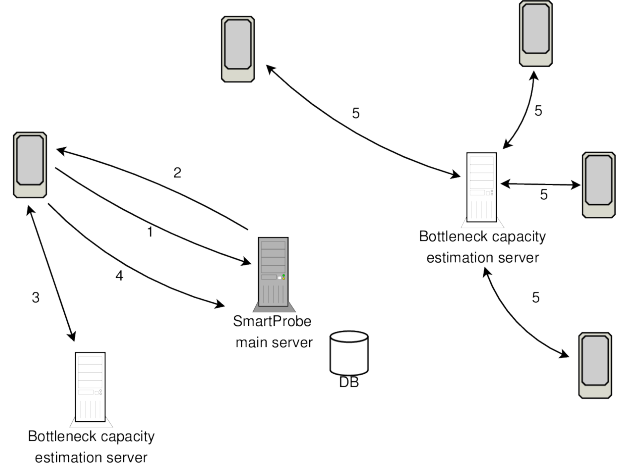 5
5
5
Bottleneck capacity
estimation server
5
2
1
4
3
SmartProbe
main server
DB
Bottleneck capacity
estimation server